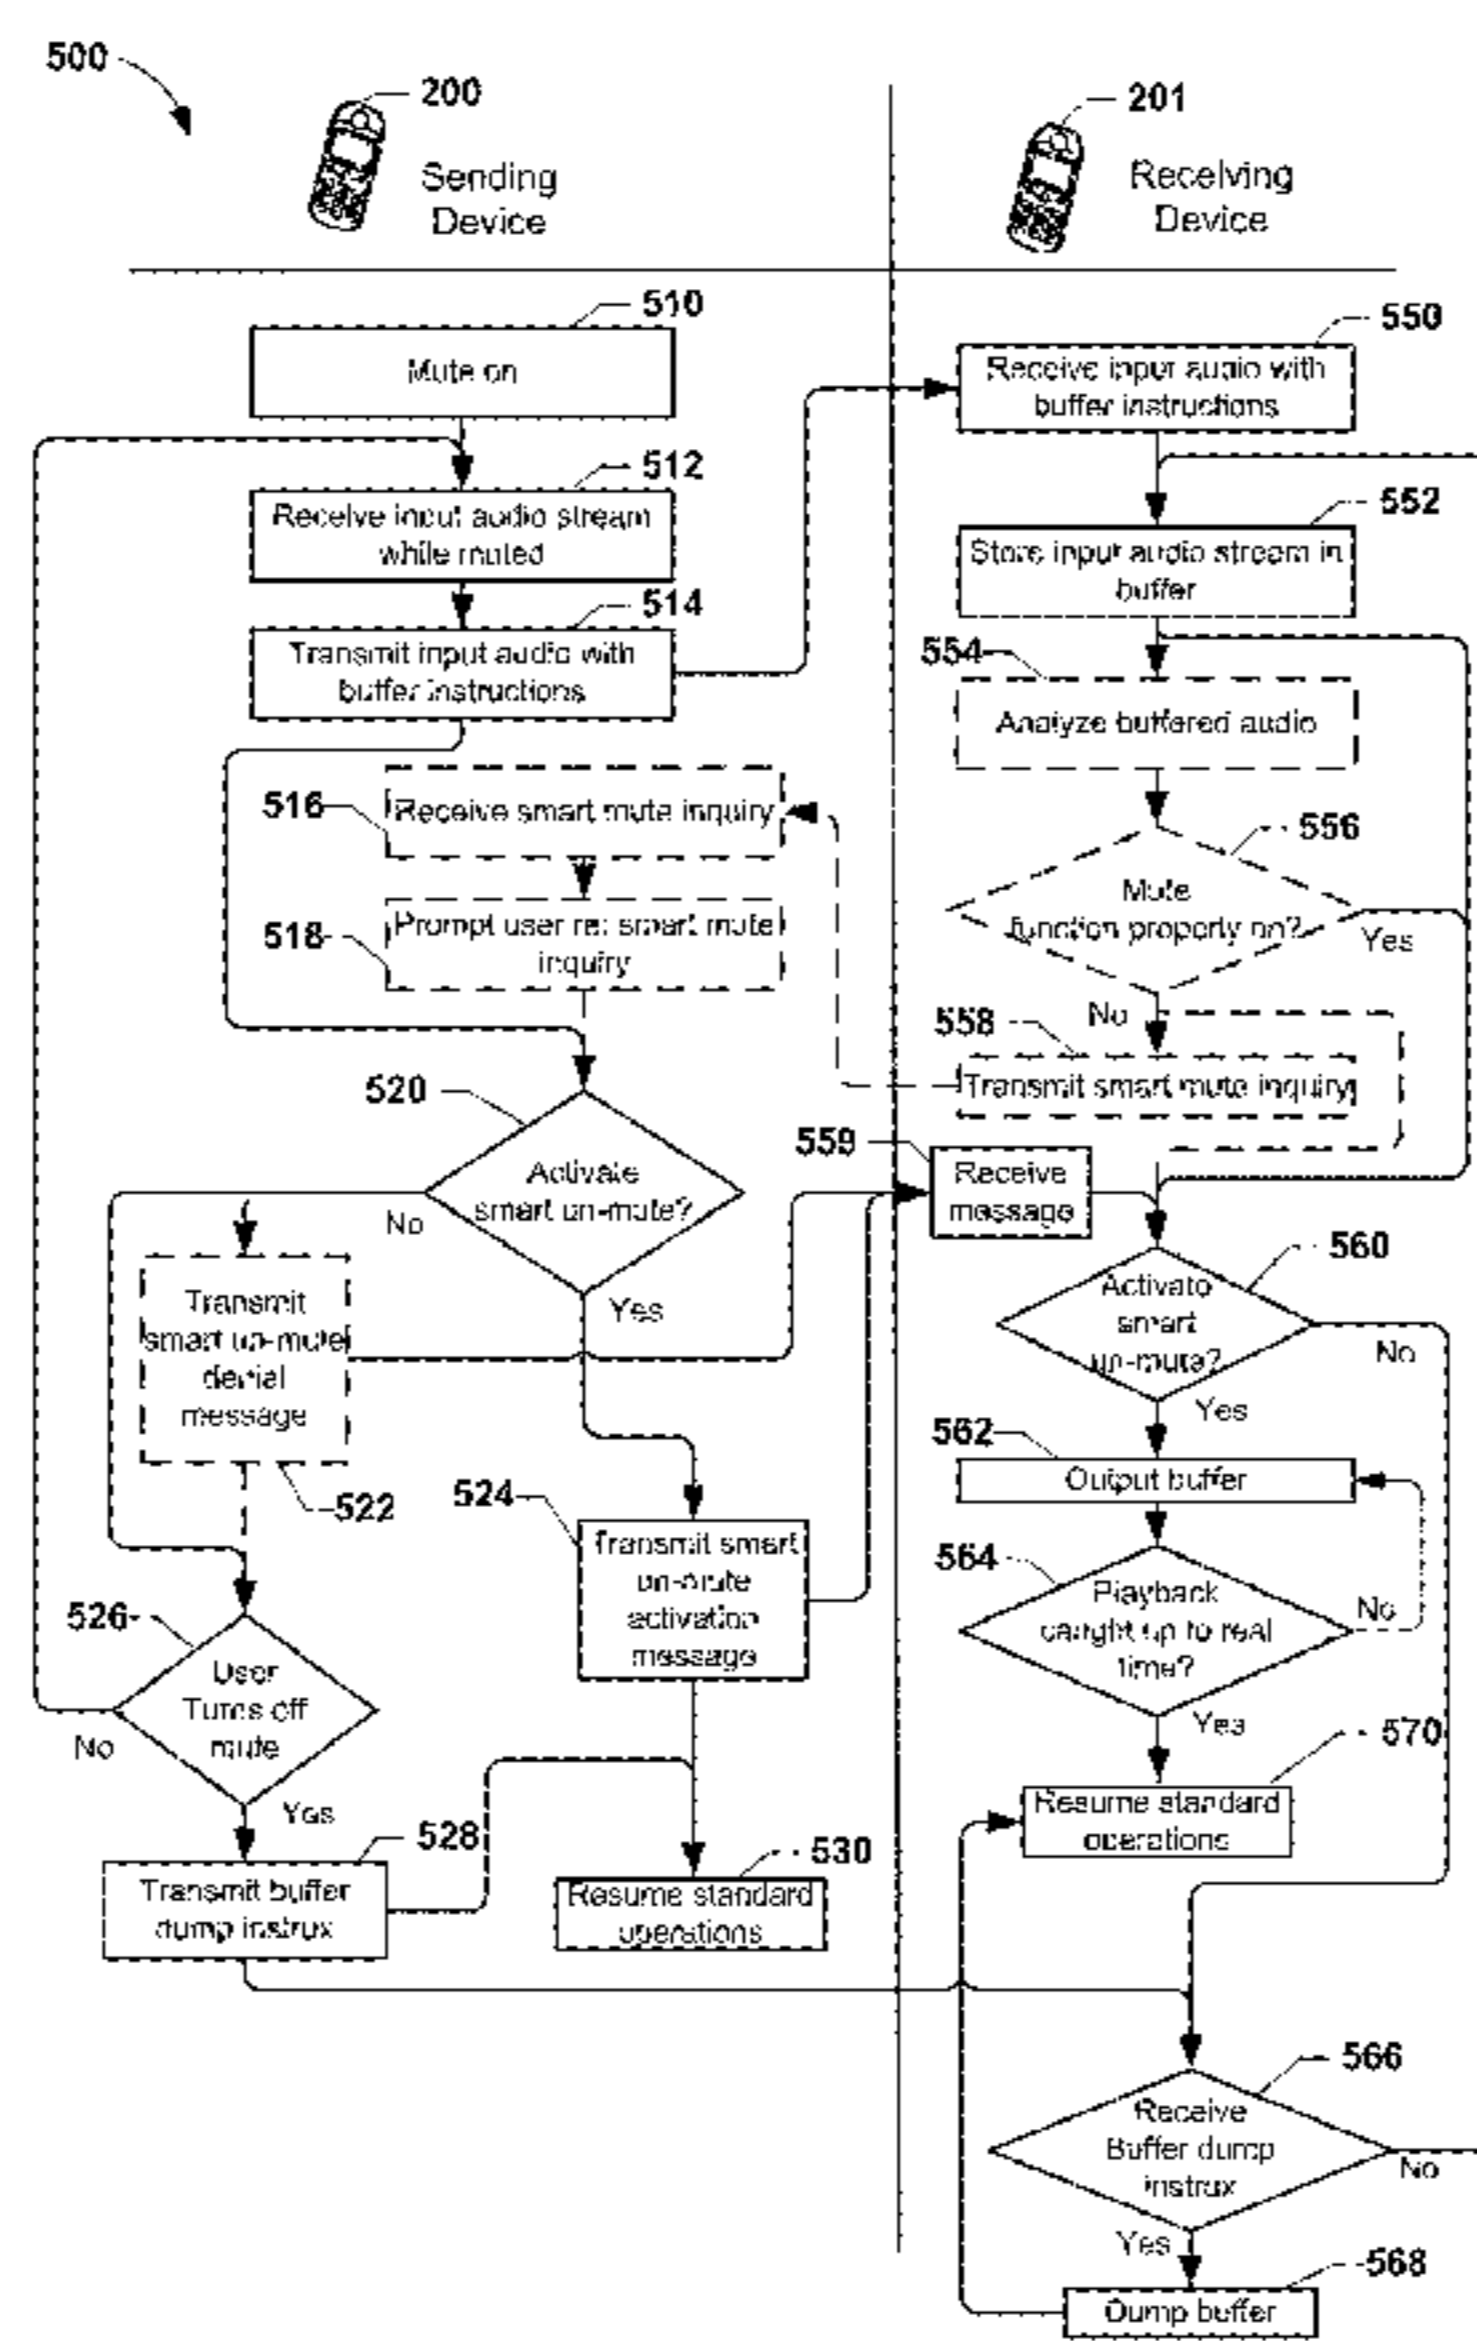 500
200
Sending
Device
201
Receiving
Device
510
Mute on
512
Receive input audio stream
while muted
514
Transmit input audio with
buffer instructions
516
Receive smart mute inquiry
518
Prompt user re: smart mute
inquiry
520
Activate
smart un-mute?
No
Yes
Transmit
smart un-mute
denial
message
522
524
Transmit smart
un-mute
activation
message
526
User
Turns off
mute
No
Yes
528
Transmit buffer
dump instrux
530
Resume standard
operations
550
Receive input audio with
buffer instructions
552
Store input audio stream in
buffer
554
Analyze buffered audio
556
Mute
function properly on?
Yes
No
558
Transmit smart mute inquiry
559
Receive
message
560
Activate
smart
un-mute?
No
Yes
562
Output buffer
564
Playback
caught up to real
time?
No
Yes
570
Resume standard
operations
566
Receive
Buffer dump
instrux
No
Yes
568
Dump buffer